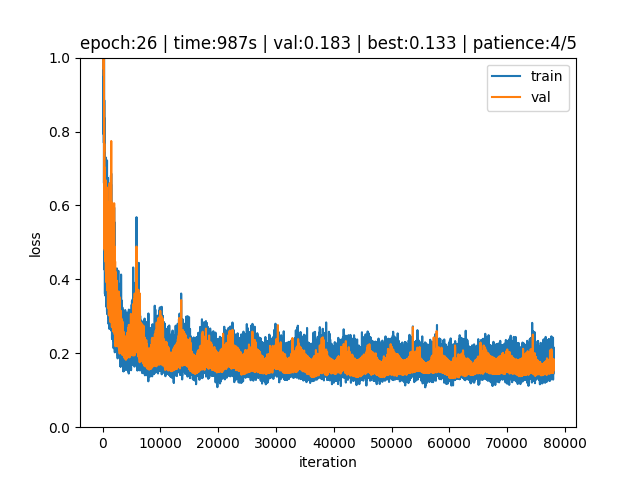 epoch:26 | time:987s | val:0.183 | best:0.133 | patience:4/5
1.0
0.8
0.6
0.4
0.2
0.0
loss
train
val
0 10000 20000 30000 40000 50000 60000 70000 80000
iteration